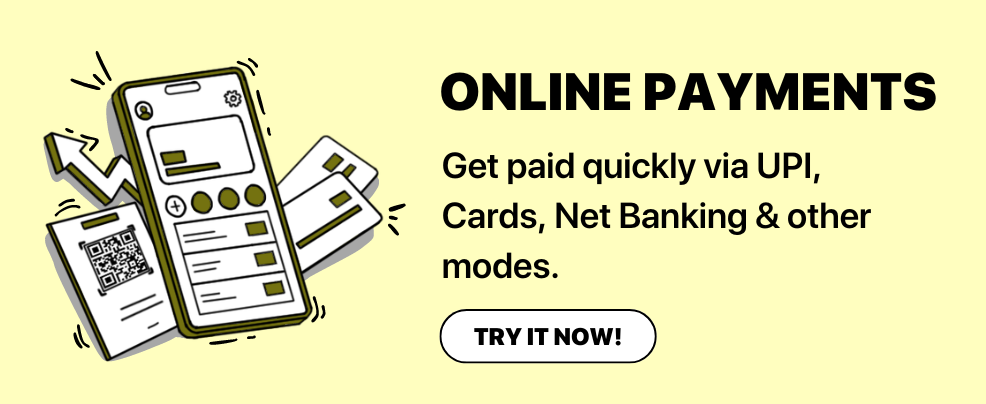 ONLINE PAYMENTS
Get paid quickly via UPI,
Cards, Net Banking & other
modes.
TRY IT NOW!